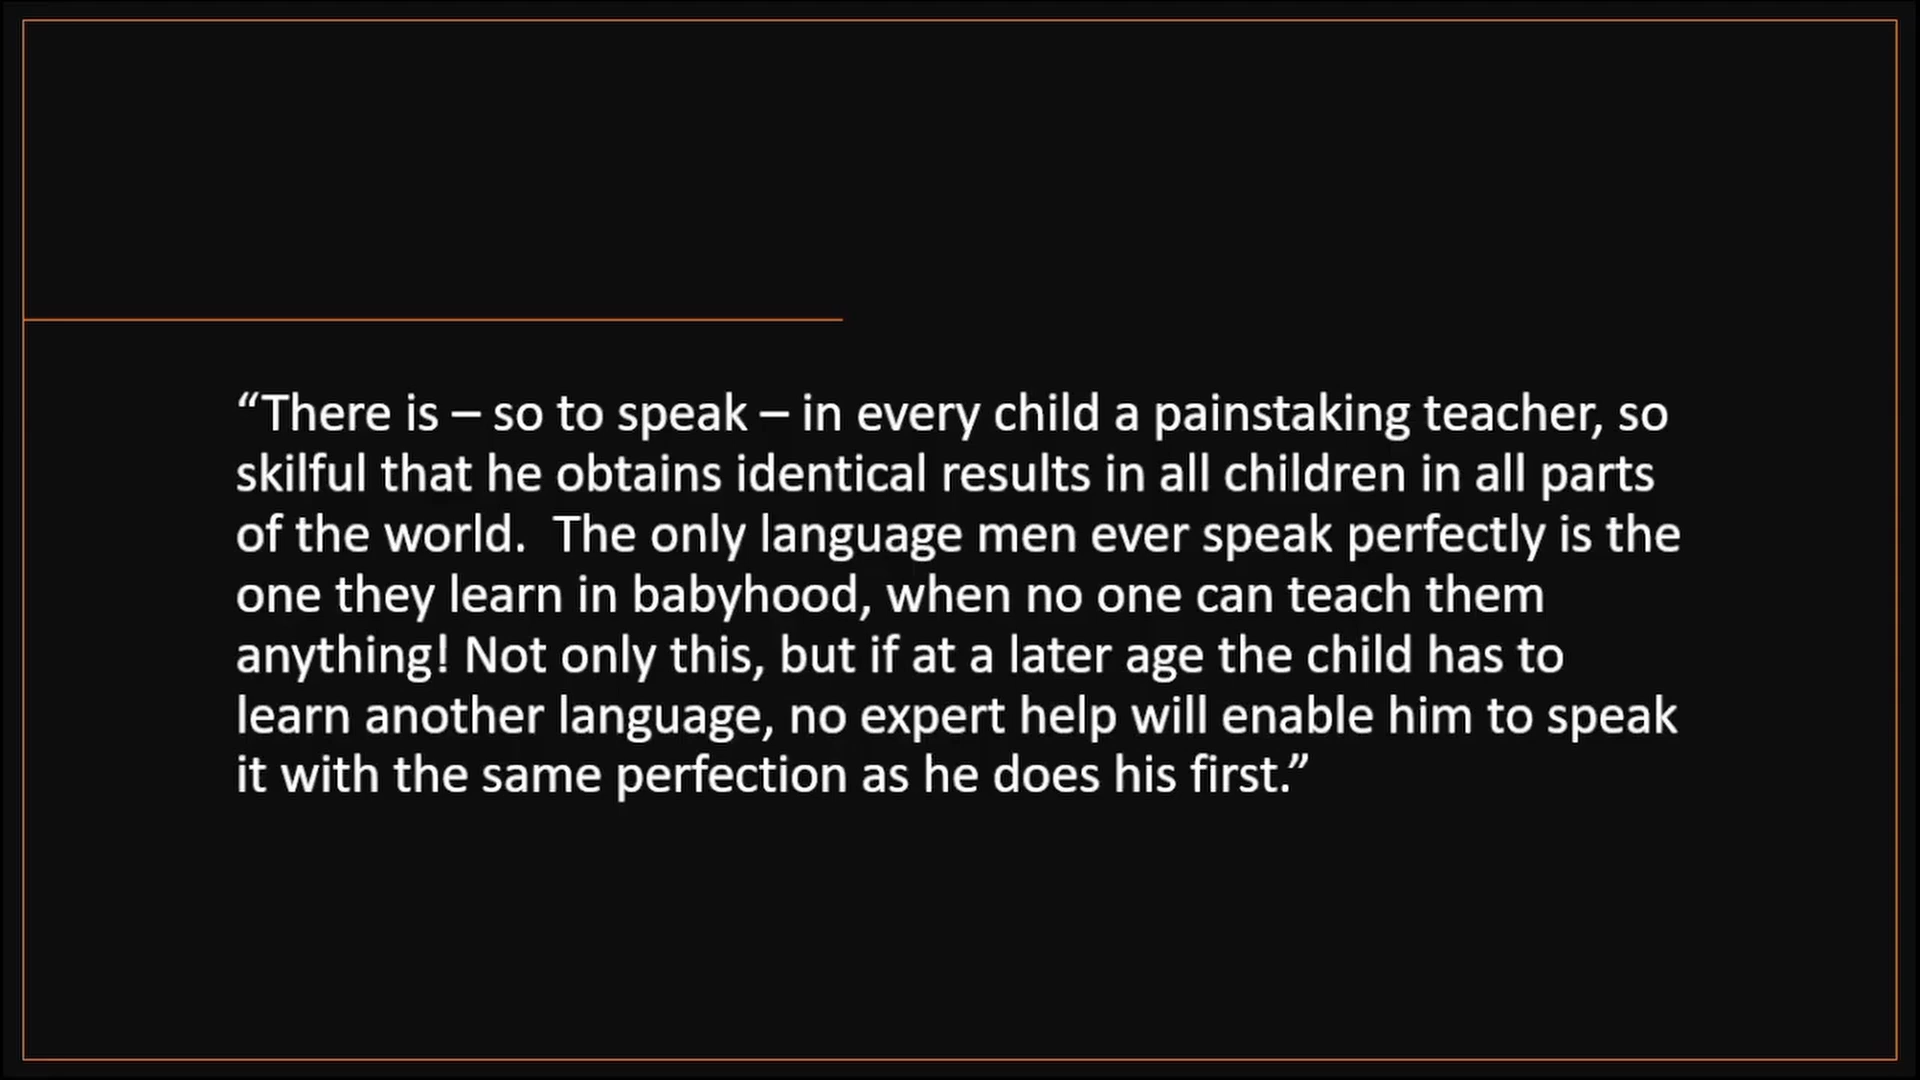 “There is – so to speak – in every child a painstaking teacher, so
skilful that he obtains identical results in all children in all parts
of the world.  The only language men ever speak perfectly is the
one they learn in babyhood, when no one can teach them
anything! Not only this, but if at a later age the child has to
learn another language, no expert help will enable him to speak
it with the same perfection as he does his first.”